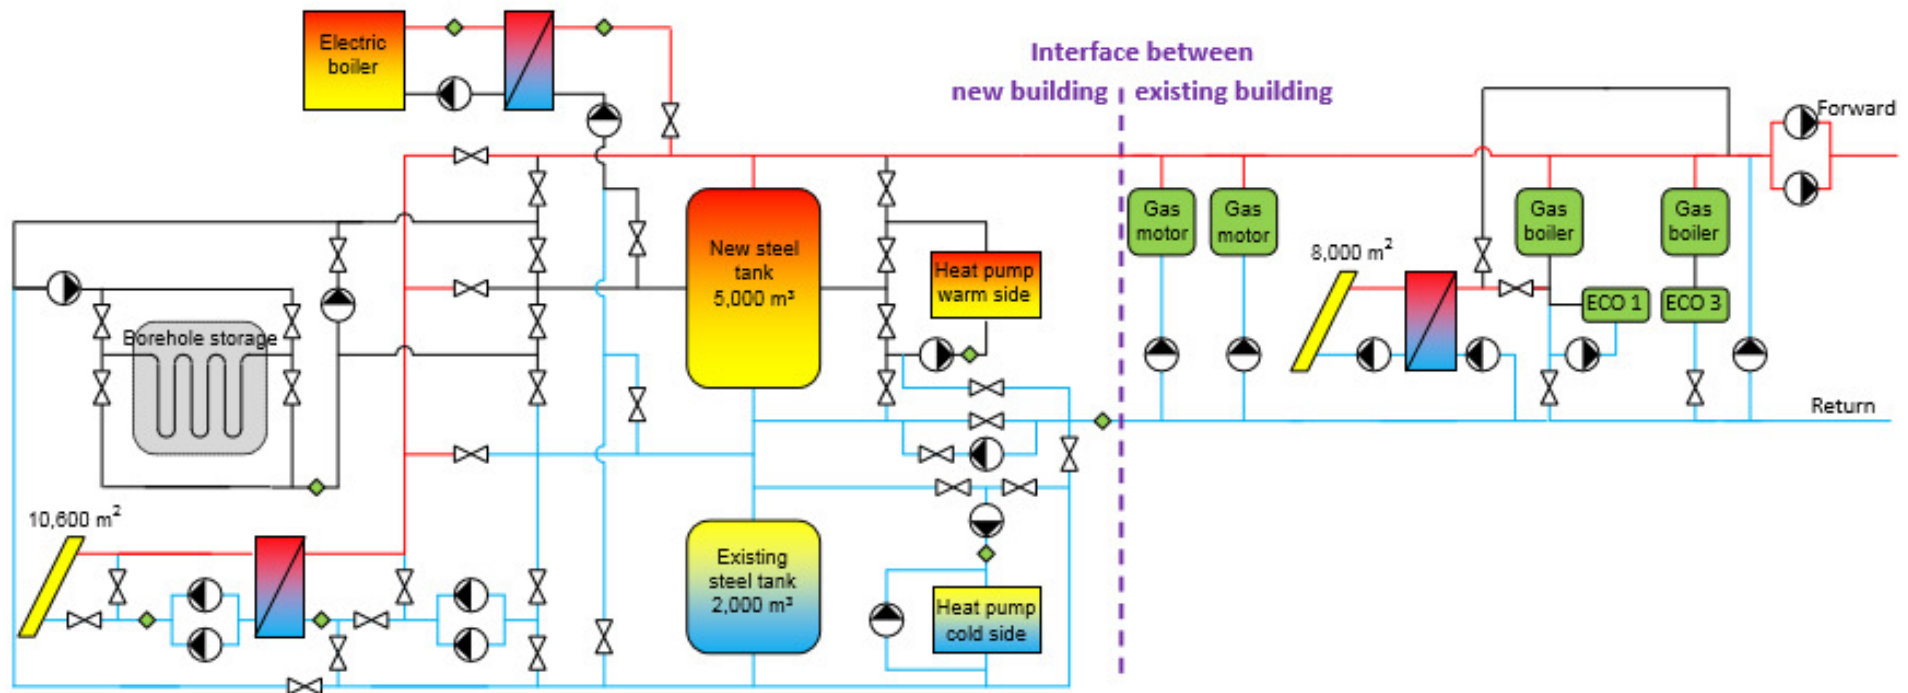 Electric
boiler
Interface between
new building
existing building
Forward
New steel
tank
5,000 m³
Heat pump
warm side
Gas
motor
Gas
motor
8,000 m²
Gas
boiler
Gas
boiler
ECO 1
ECO 3
Borehole storage
Return
10,600 m²
Existing
steel tank
2,000 m³
Heat pump
cold side